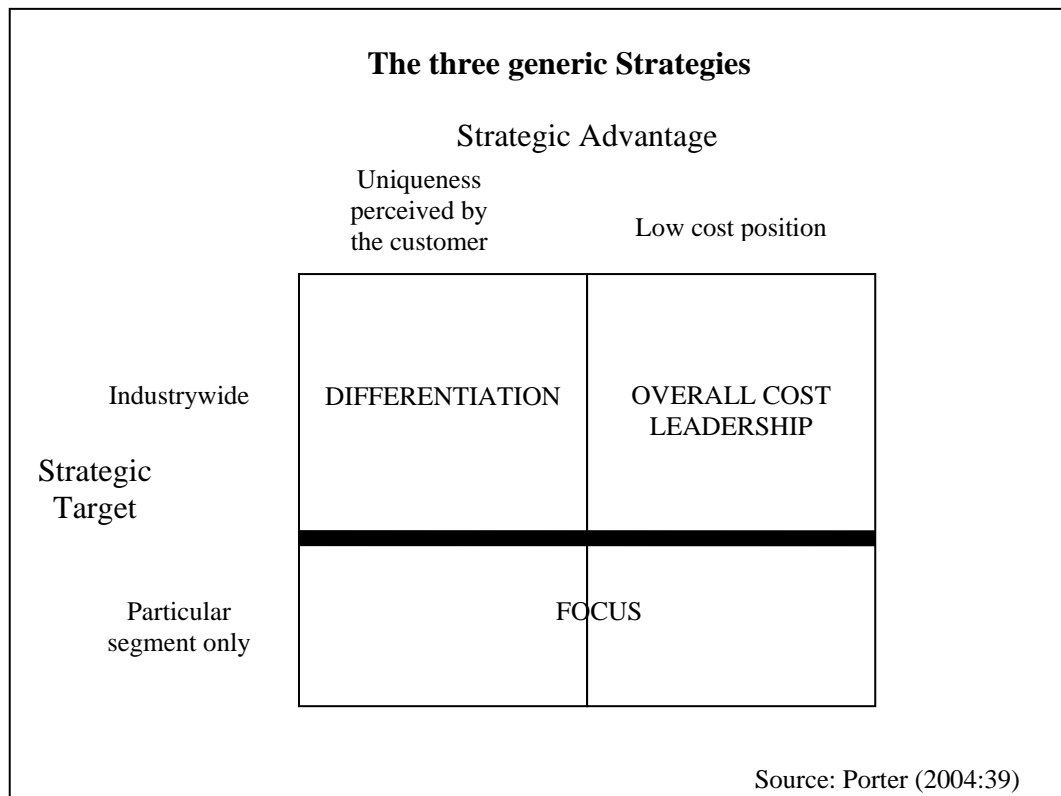 The three generic Strategies
Strategic Advantage
Uniqueness
perceived by
the customer
Low cost position
Industrywide
DIFFERENTIATION
OVERALL COST
LEADERSHIP
Strategic
Target
Particular
segment only
FOCUS
Source: Porter (2004:39)